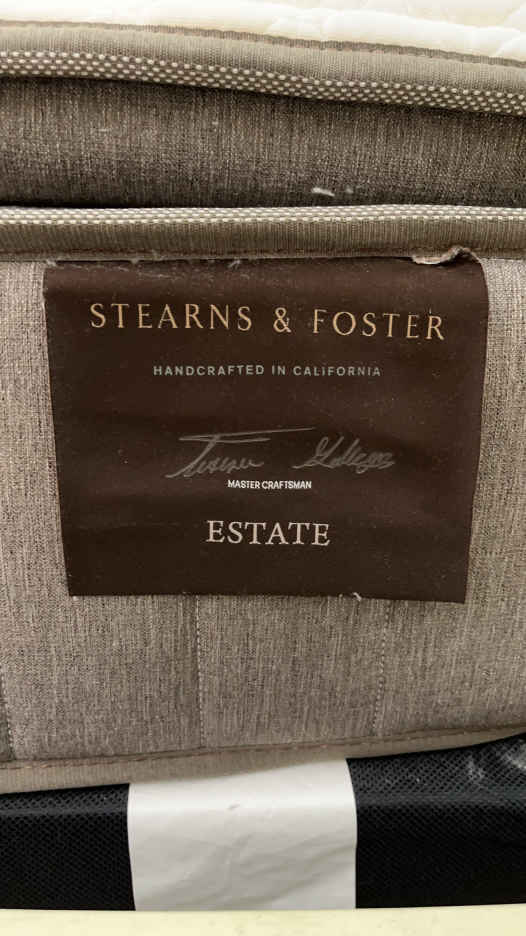 STEARNS & FOSTER
HANDCRAFTED IN CALIFORNIA
MASTER CRAFTSMAN
ESTATE